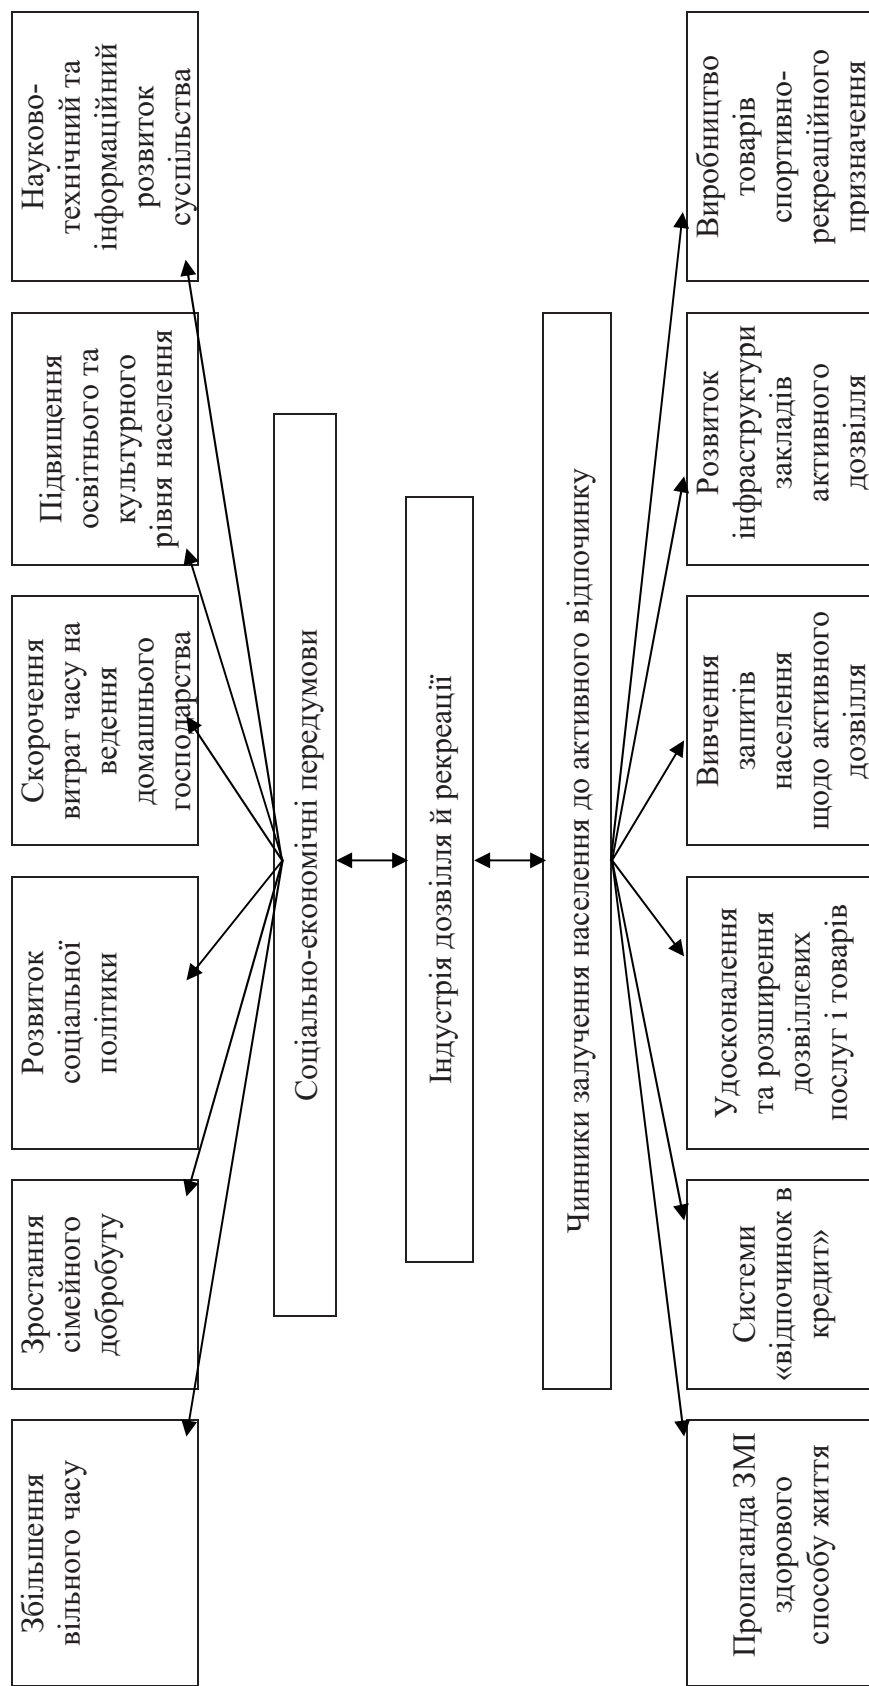 Збільшення
вільного часу
Зростання
сімейного
добробуту
Розвиток
соціальної
політики
Скорочення
витрат часу на
ведення
домашнього
господарства
Підвищення
освітнього та
культурного
рівня населення
Науково-
технічний та
інформаційний
розвиток
суспільства
Соціально-економічні передумови
Індустрія дозвілля й рекреації
Чинники залучення населення до активного відпочинку
Пропаганда ЗМІ
здорового
способу життя
Системи
«відпочинок в
кредит»
Удосконалення
та розширення
дозвіллєвих
послуг і товарів
Вивчення
запитів
населення
щодо активного
дозвілля
Розвиток
інфраструктури
закладів
активного
дозвілля
Виробництво
товарів
спортивно-
рекреаційного
призначення